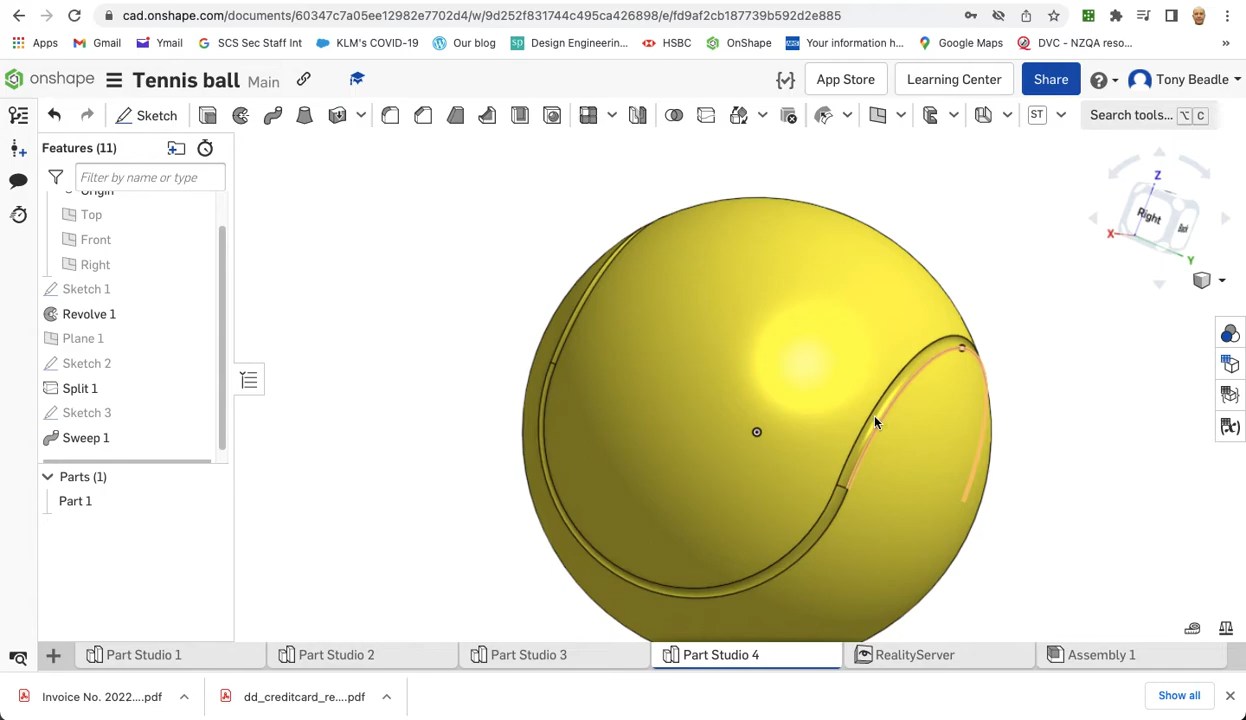 cad.onshape.com/documents/60347c7a05ee12982e7702d4/w/9d252f831744c495ca426898/e/fd9af2cb187739b592d2e885
Apps Gmail Ymail SCS Sec Staff Int KLM's COVID-19 Our blog Design Engineerin... HSBC OnShape Your information h... Google Maps DVC - NZQA reso... »
onshape Tennis ball Main App Store Learning Center Share Tony Beadle
Sketch ST Search tools... ⌥ C
Features (11)
Filter by name or type
Origin
Top
Front
Right
Sketch 1
Revolve 1
Plane 1
Sketch 2
Split 1
Sketch 3
Sweep 1
Parts (1)
Part 1
Z
Right
Back
X
Y
Part Studio 1 Part Studio 2 Part Studio 3 Part Studio 4 RealityServer Assembly 1
Invoice No. 2022....pdf dd_creditcard_re....pdf Show all